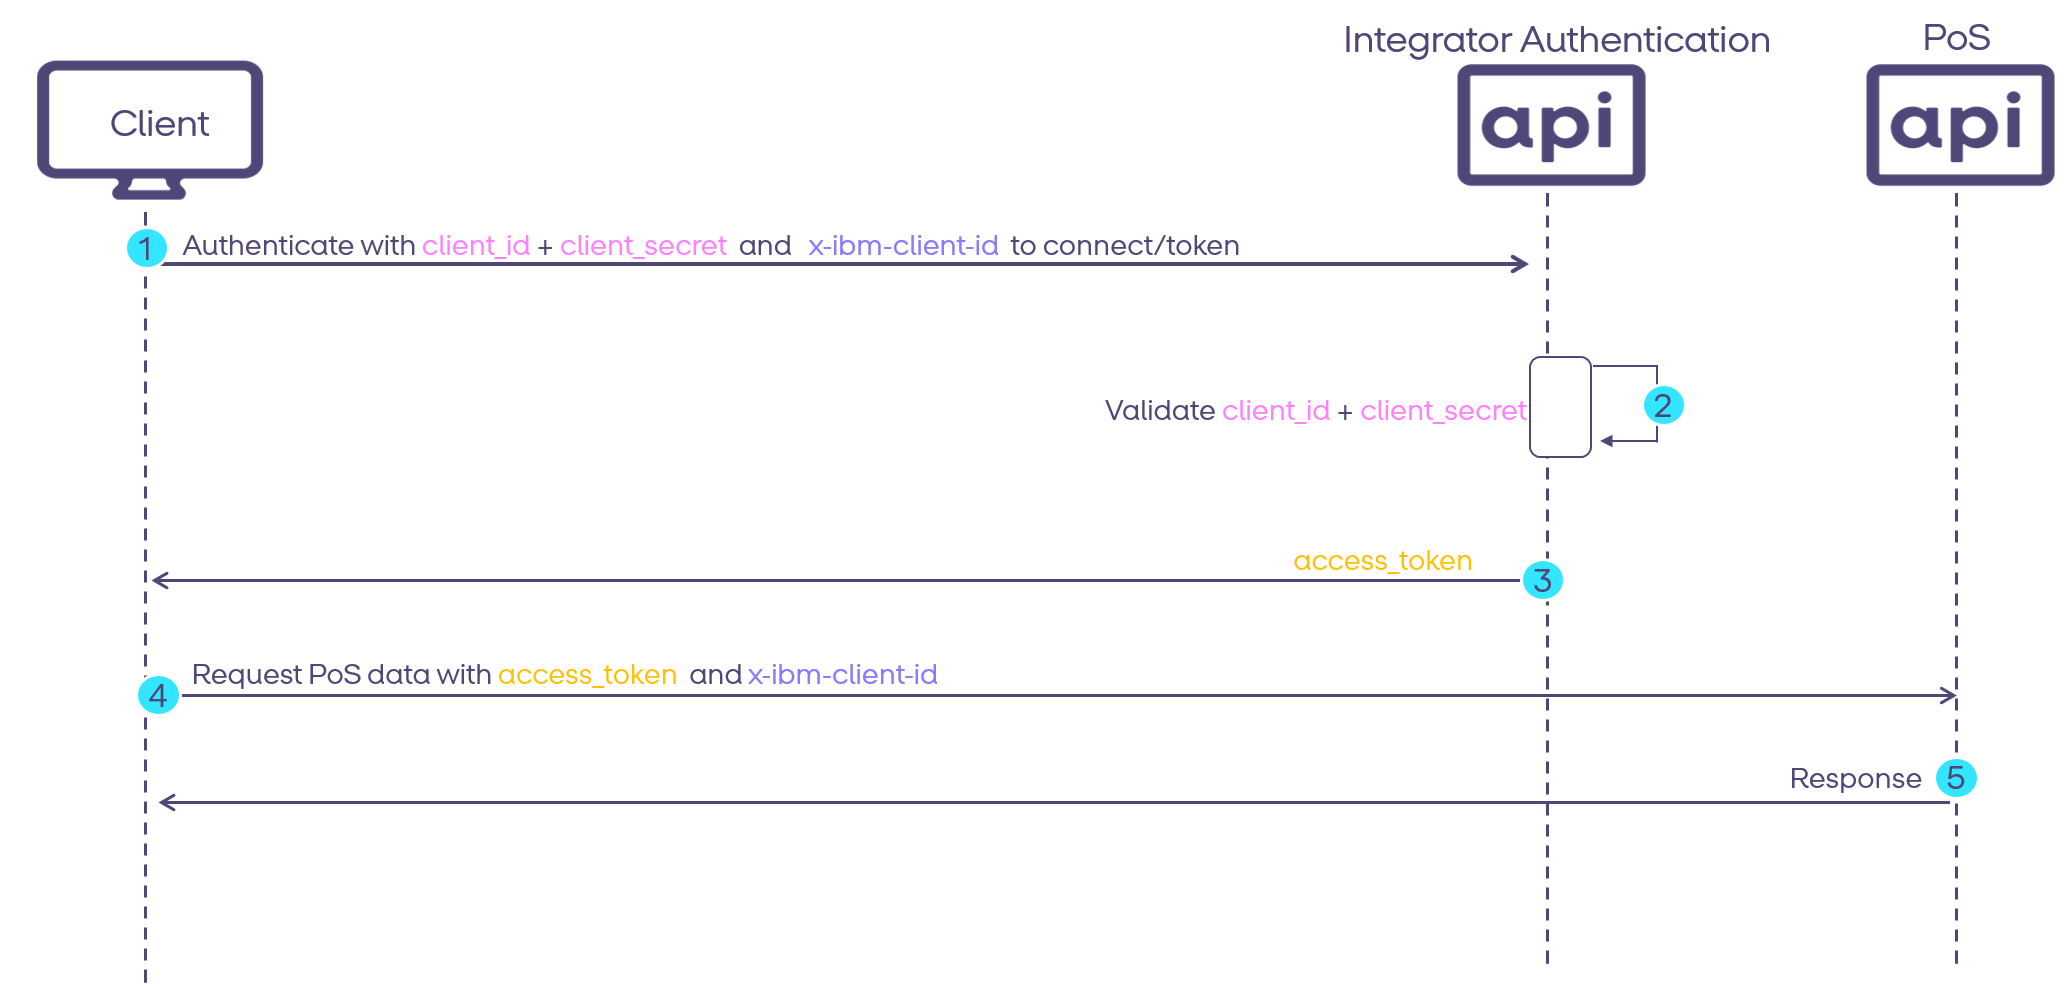 Integrator Authentication
PoS
Client
api
api
1
Authenticate with client_id + client_secret and x-ibm-client-id to connect/token
Validate client_id + client_secret
2
access_token
3
Request PoS data with access_token and x-ibm-client-id
4
Response
5